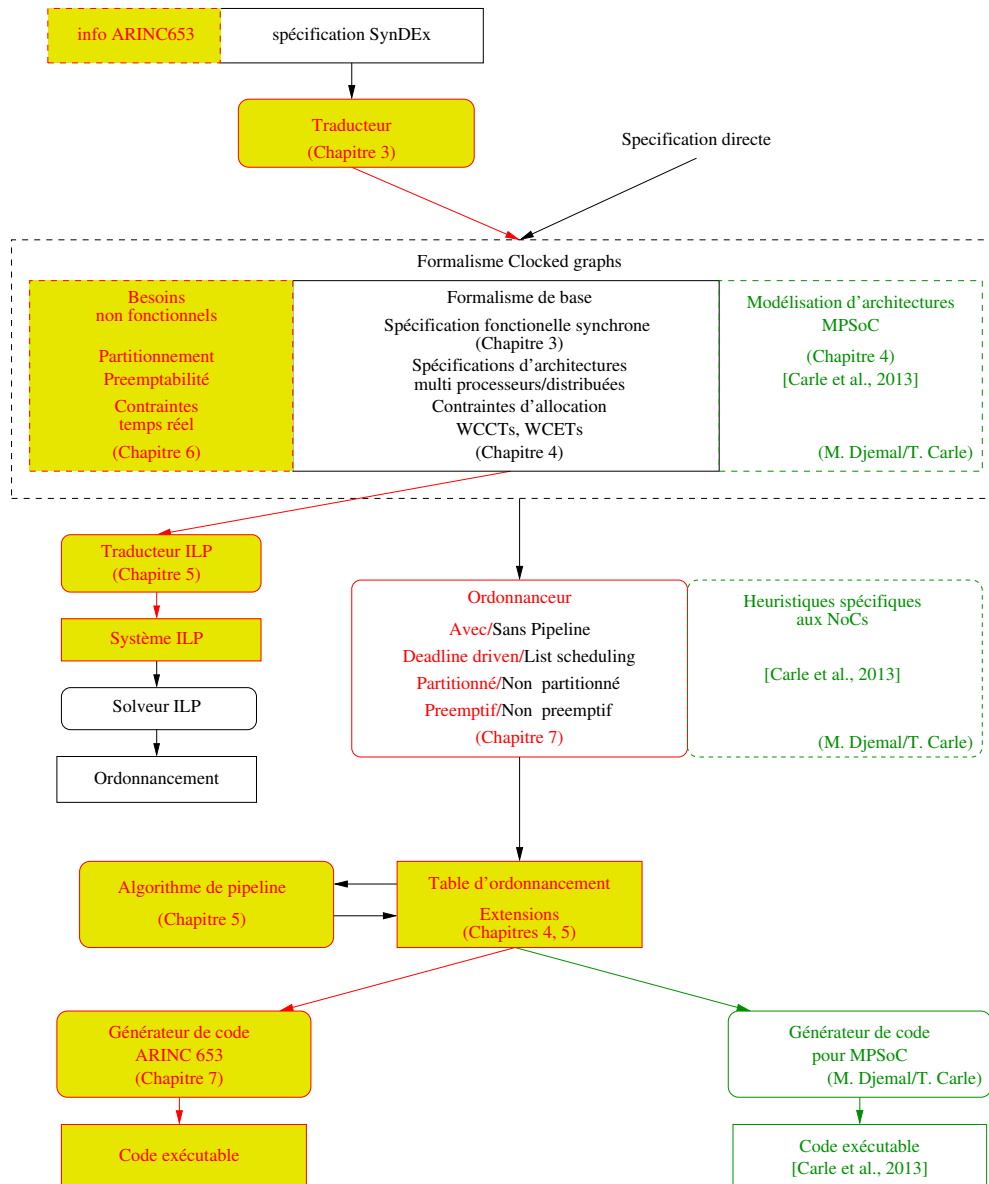 info ARINC653
spécification SynDEx
Traducteur
(Chapitre 3)
Specification directe
Formalisme Clocked graphs
Besoins
non fonctionnels
Partitionnement
Preemptabilité
Contraintes
temps réel
(Chapitre 6)
Formalisme de base
Spécification fonctionelle synchrone
(Chapitre 3)
Spécifications d'architectures
multi processeurs/distribuées
Contraintes d'allocation
WCCTs, WCETs
(Chapitre 4)
Modélisation d'architectures
MPSoC
(Chapitre 4)
[Carle et al., 2013]
(M. Djemal/T. Carle)
Traducteur ILP
(Chapitre 5)
Système ILP
Solveur ILP
Ordonnancement
Ordonnanceur
Avec/Sans Pipeline
Deadline driven/List scheduling
Partitionné/Non partitionné
Preemptif/Non preemptif
(Chapitre 7)
Heuristiques spécifiques
aux NoCs
[Carle et al., 2013]
(M. Djemal/T. Carle)
Algorithme de pipeline
(Chapitre 5)
Table d'ordonnancement
Extensions
(Chapitres 4, 5)
Générateur de code
ARINC 653
(Chapitre 7)
Code exécutable
Générateur de code
pour MPSoC
(M. Djemal/T. Carle)
Code exécutable
[Carle et al., 2013]